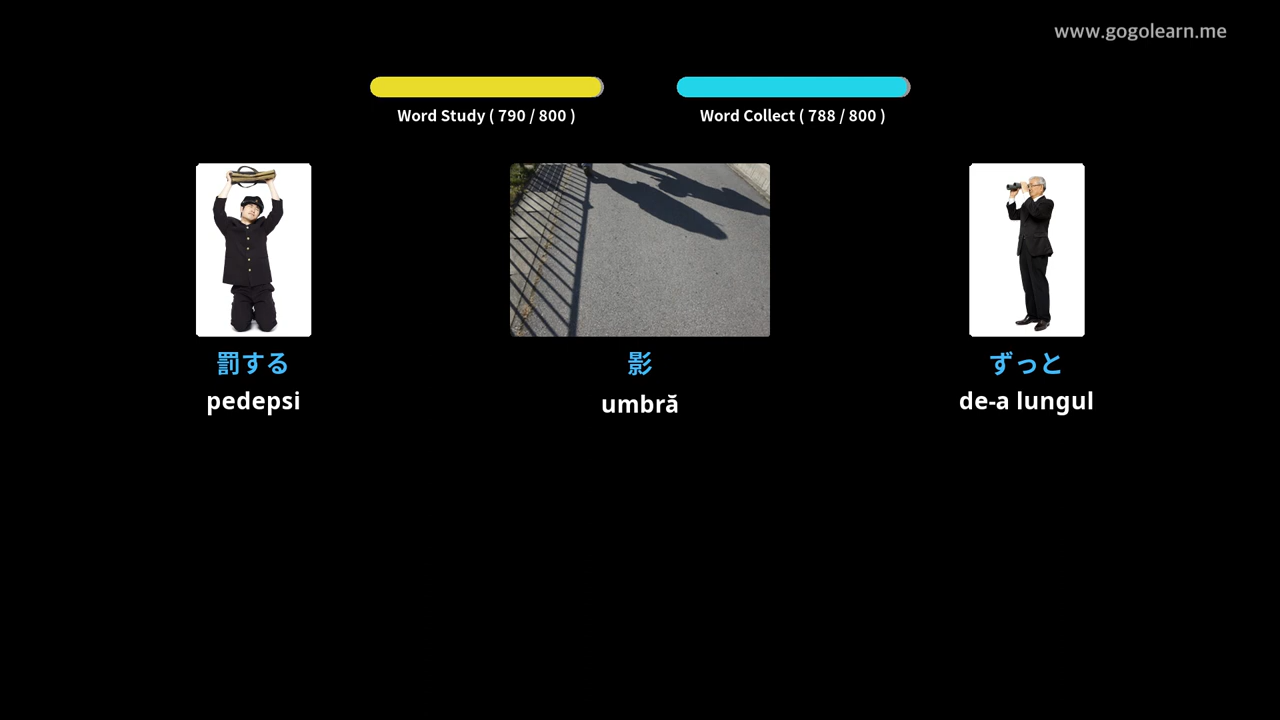 www.gogolearn.me
Word Study ( 790 / 800 )
Word Collect ( 788 / 800 )
罰する
pedepsi
影
umbră
ずっと
de-a lungul